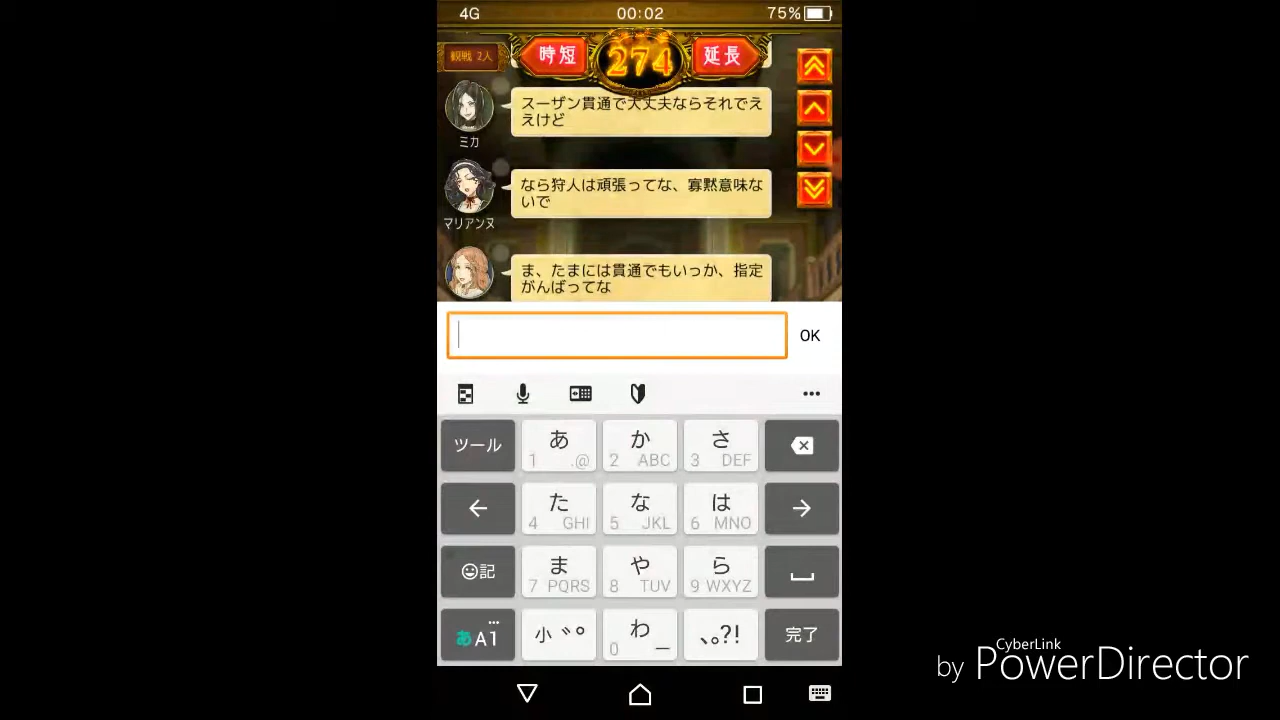 4G 00:02 75%
観戦 2人 時短 274 延長
スーザン貫通で大丈夫ならそれでえ
えけど
ミカ
なら狩人は頑張ってな、寡黙意味な
いで
マリアンヌ
ま、たまには貫通でもいっか、指定
がんばってな
OK
ツール あ 1 .@ か 2 ABC さ 3 DEF
た 4 GHI な 5 JKL は 6 MNO
記 ま 7 PQRS や 8 TUV ら 9 WXYZ
あA1 小゛゜ わ 0 ー 、。?! 完了
CyberLink
by PowerDirector